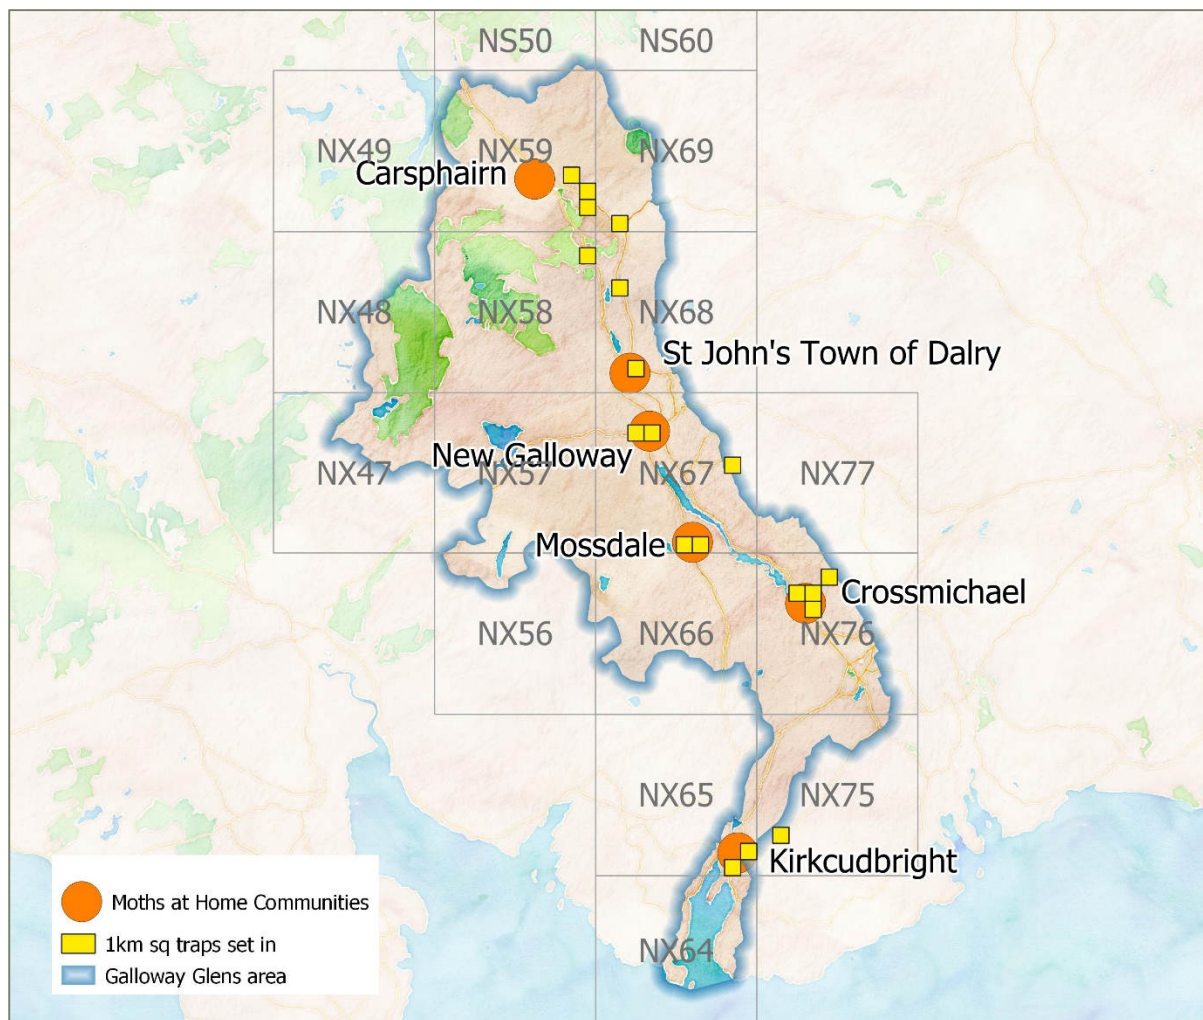 NS50
NS60
NX49
NX59
NX69
Carsphairn
NX48
NX58
NX68
St John's Town of Dalry
New Galloway
NX47
NX57
NX67
NX77
Mossdale
Crossmichael
NX56
NX66
NX76
NX65
NX75
Kirkcudbright
NX64
Moths at Home Communities
1km sq traps set in
Galloway Glens area